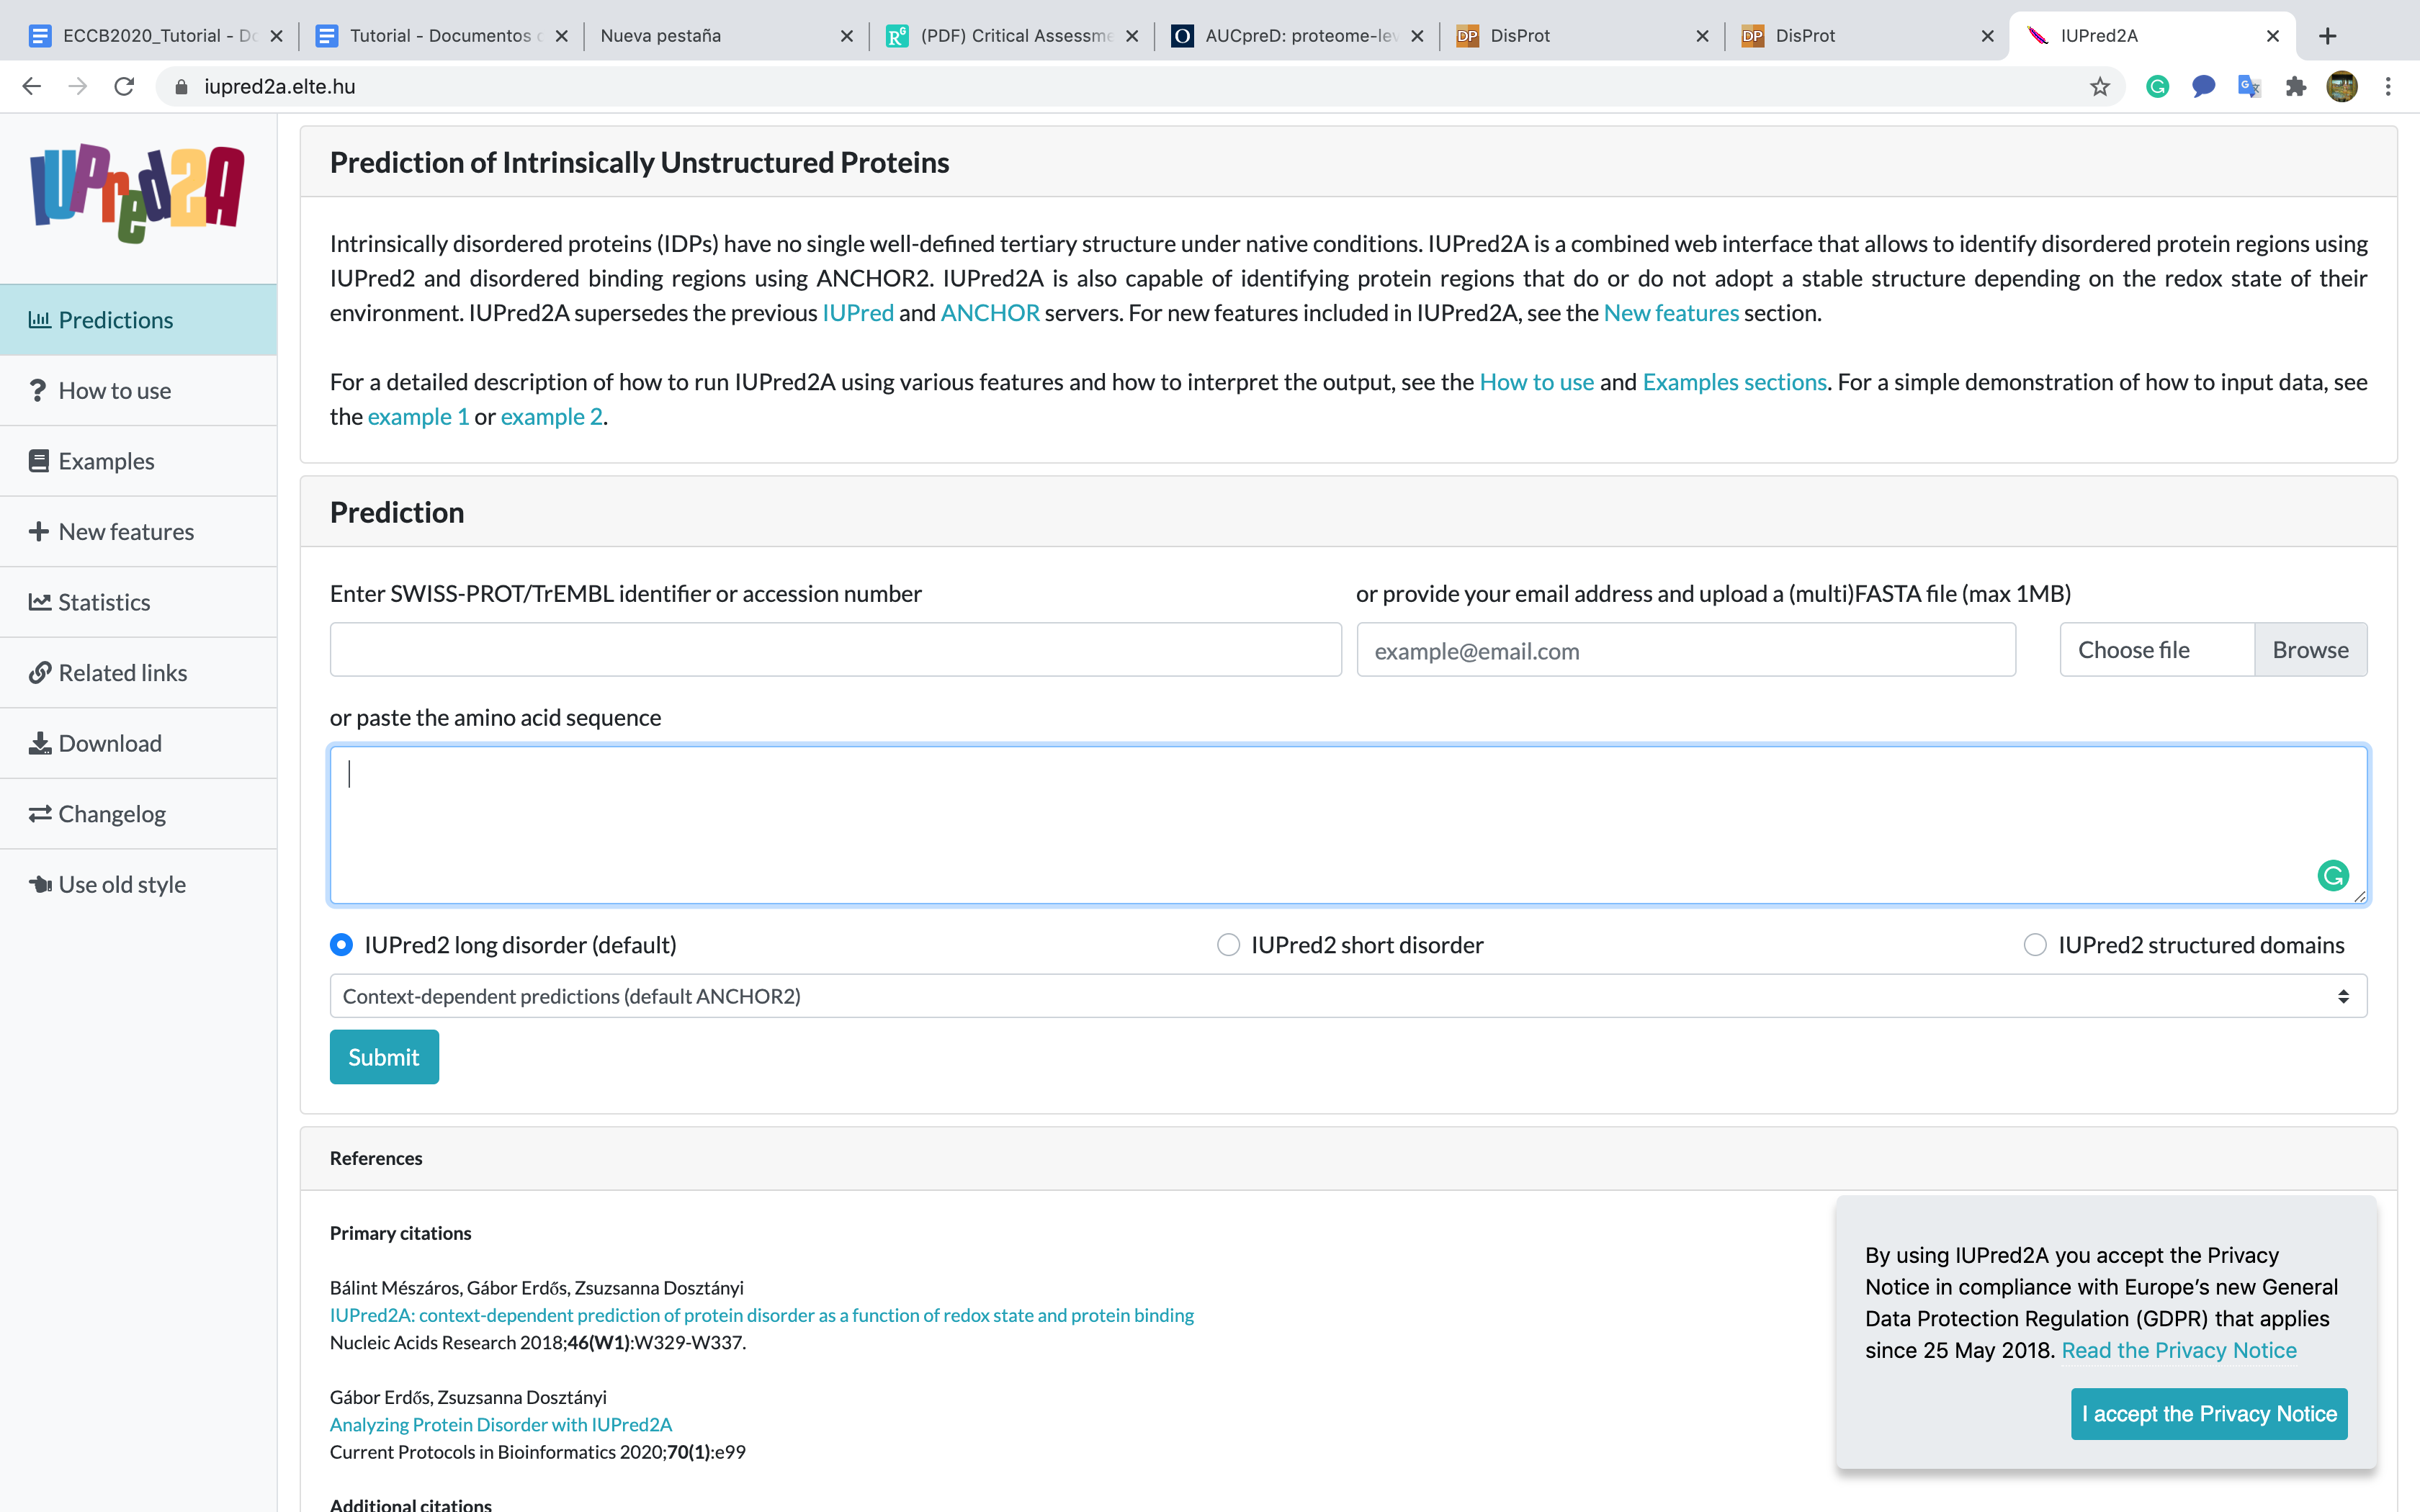 ECCB2020_Tutorial - Do
Tutorial - Documentos d
Nueva pestaña
(PDF) Critical Assessme
AUCpreD: proteome-lev
DisProt
DisProt
IUPred2A
iupred2a.elte.hu
IUPred2A
Predictions
How to use
Examples
New features
Statistics
Related links
Download
Changelog
Use old style
Prediction of Intrinsically Unstructured Proteins
Intrinsically disordered proteins (IDPs) have no single well-defined tertiary structure under native conditions. IUPred2A is a combined web interface that allows to identify disordered protein regions using
IUPred2 and disordered binding regions using ANCHOR2. IUPred2A is also capable of identifying protein regions that do or do not adopt a stable structure depending on the redox state of their
environment. IUPred2A supersedes the previous IUPred and ANCHOR servers. For new features included in IUPred2A, see the New features section.
For a detailed description of how to run IUPred2A using various features and how to interpret the output, see the How to use and Examples sections. For a simple demonstration of how to input data, see
the example 1 or example 2.
Prediction
Enter SWISS-PROT/TrEMBL identifier or accession number
or provide your email address and upload a (multi)FASTA file (max 1MB)
example@email.com
Choose file
Browse
or paste the amino acid sequence
IUPred2 long disorder (default)
IUPred2 short disorder
IUPred2 structured domains
Context-dependent predictions (default ANCHOR2)
Submit
References
Primary citations
Bálint Mészáros, Gábor Erdős, Zsuzsanna Dosztányi
IUPred2A: context-dependent prediction of protein disorder as a function of redox state and protein binding
Nucleic Acids Research 2018;46(W1):W329-W337.
Gábor Erdős, Zsuzsanna Dosztányi
Analyzing Protein Disorder with IUPred2A
Current Protocols in Bioinformatics 2020;70(1):e99
Additional citations
By using IUPred2A you accept the Privacy
Notice in compliance with Europe's new General
Data Protection Regulation (GDPR) that applies
since 25 May 2018. Read the Privacy Notice
I accept the Privacy Notice